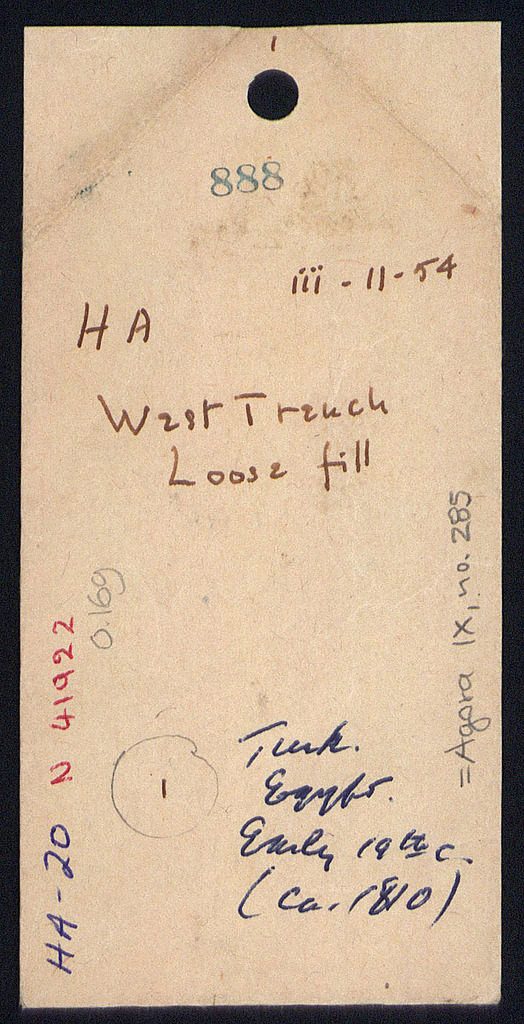 1
888
iii - 11 - 54
HA
West Trench
Loose fill
= Agora IX, no. 285
0.169
N 41922
HA-20
1
Turk.
Egypt.
Early 19th c.
(ca. 1810)